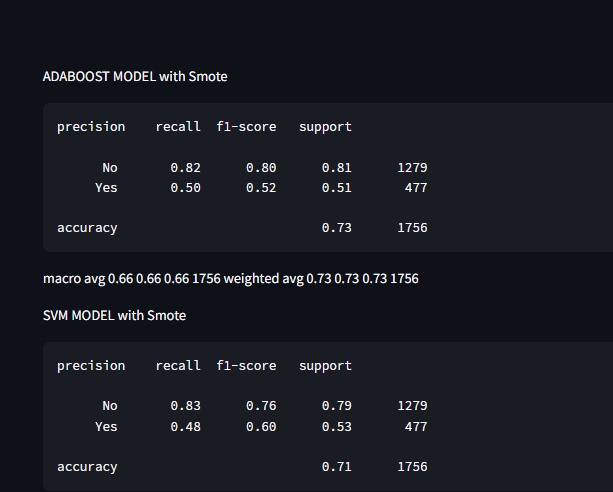 ADABOOST MODEL with Smote
precision recall f1-score support
No 0.82 0.80 0.81 1279
Yes 0.50 0.52 0.51 477
accuracy 0.73 1756
macro avg 0.66 0.66 0.66 1756 weighted avg 0.73 0.73 0.73 1756
SVM MODEL with Smote
precision recall f1-score support
No 0.83 0.76 0.79 1279
Yes 0.48 0.60 0.53 477
accuracy 0.71 1756